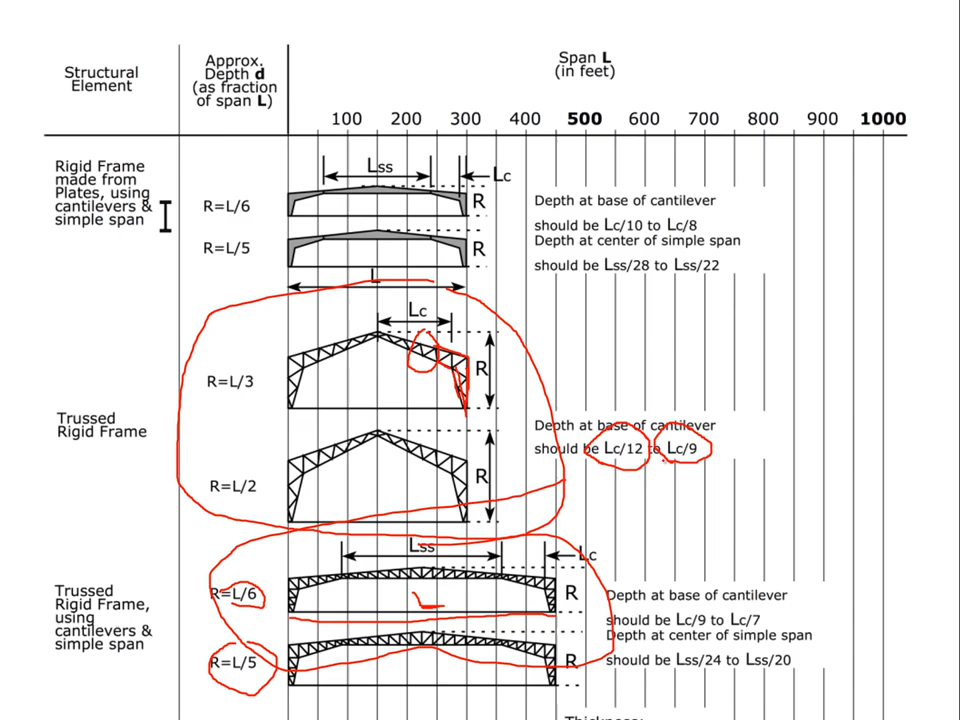 Structural
Element
Approx.
Depth d
(as fraction
of span L)
Span L
(in feet)
100 200 300 400 500 600 700 800 900 1000
Rigid Frame
made from
Plates, using
cantilevers &
simple span
R=L/6
R=L/5
Lss
Lc
R
R
L
Depth at base of cantilever
should be Lc/10 to Lc/8
Depth at center of simple span
should be Lss/28 to Lss/22
Trussed
Rigid Frame
R=L/3
R=L/2
Lc
R
R
Depth at base of cantilever
should be Lc/12 to Lc/9
Trussed
Rigid Frame,
using
cantilevers &
simple span
R=L/6
R=L/5
Lss
Lc
L
R
R
Depth at base of cantilever
should be Lc/9 to Lc/7
Depth at center of simple span
should be Lss/24 to Lss/20
Thickness: